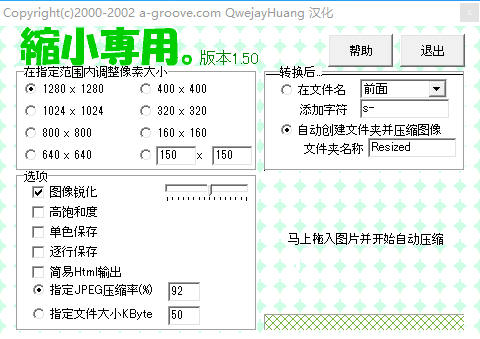 Copyright(c)2000-2002 a-groove.com QwejayHuang 汉化
x
縮小専用。版本1.50
帮助 退出
在指定范围内调整像素大小
1280 x 1280 400 x 400
1024 x 1024 320 x 320
800 x 800 160 x 160
640 x 640 150 x 150
转换后...
在文件名 前面
添加字符 s-
自动创建文件夹并压缩图像
文件夹名称 Resized
选项
图像锐化
高饱和度
单色保存
逐行保存
简易Html输出
指定JPEG压缩率(%) 92
指定文件大小KByte 50
马上拖入图片并开始自动压缩